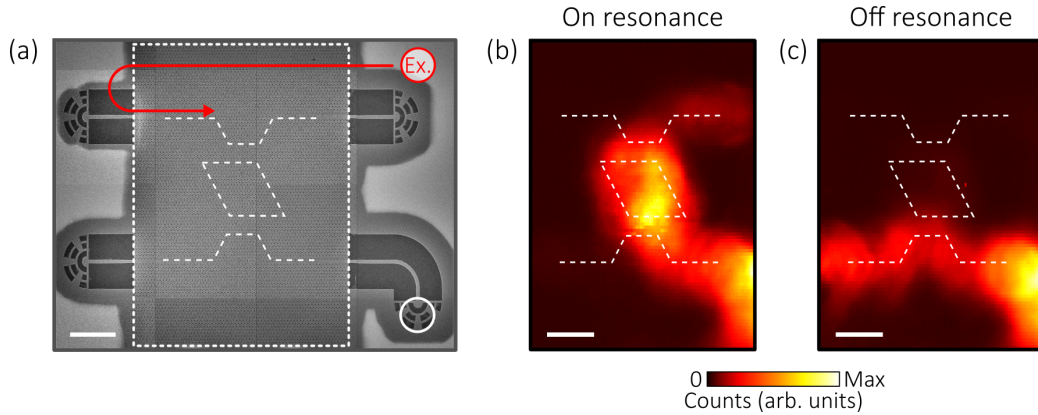 (a)
Ex.
On resonance
(b)
Off resonance
(c)
0 Max
Counts (arb. units)